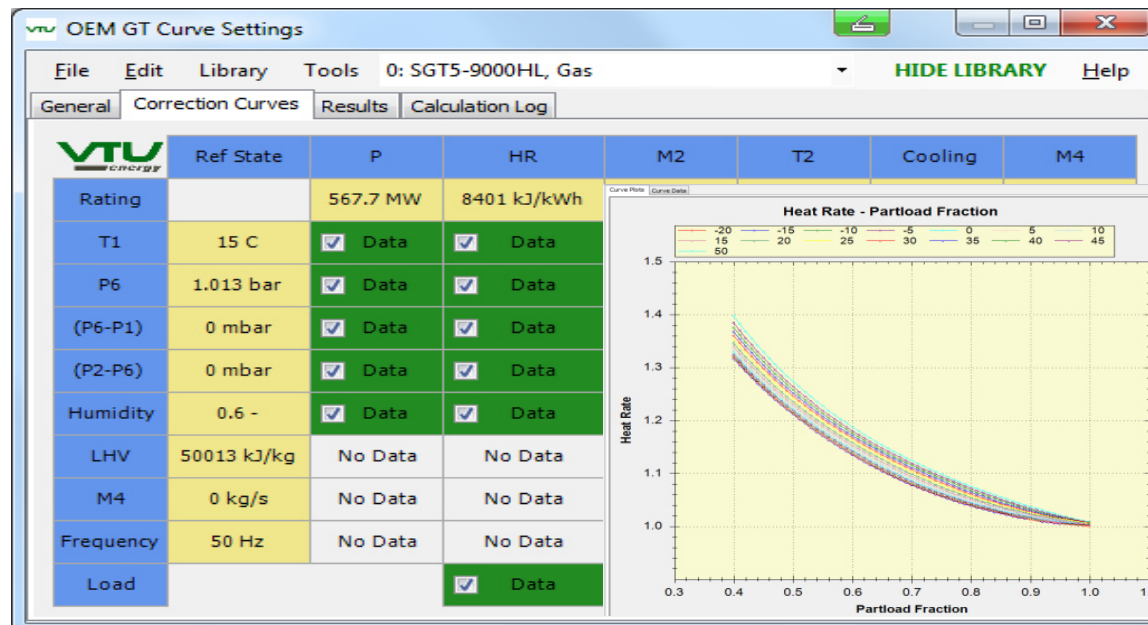 OEM GT Curve Settings
File Edit Library Tools 0: SGT5-9000HL, Gas HIDE LIBRARY Help
General Correction Curves Results Calculation Log
VTU energy Ref State P HR M2 T2 Cooling M4
Rating 567.7 MW 8401 kJ/kWh
T1 15 C Data Data
P6 1.013 bar Data Data
(P6-P1) 0 mbar Data Data
(P2-P6) 0 mbar Data Data
Humidity 0.6 - Data Data
LHV 50013 kJ/kg No Data No Data
M4 0 kg/s No Data No Data
Frequency 50 Hz No Data No Data
Load Data
Curve Plots Curve Data
Heat Rate - Partload Fraction
-20 -15 -10 -5 0 5 10
15 20 25 30 35 40 45
50
1.5
1.4
1.3
1.2
1.1
1.0
Heat Rate
0.3 0.4 0.5 0.6 0.7 0.8 0.9 1.0 1
Partload Fraction